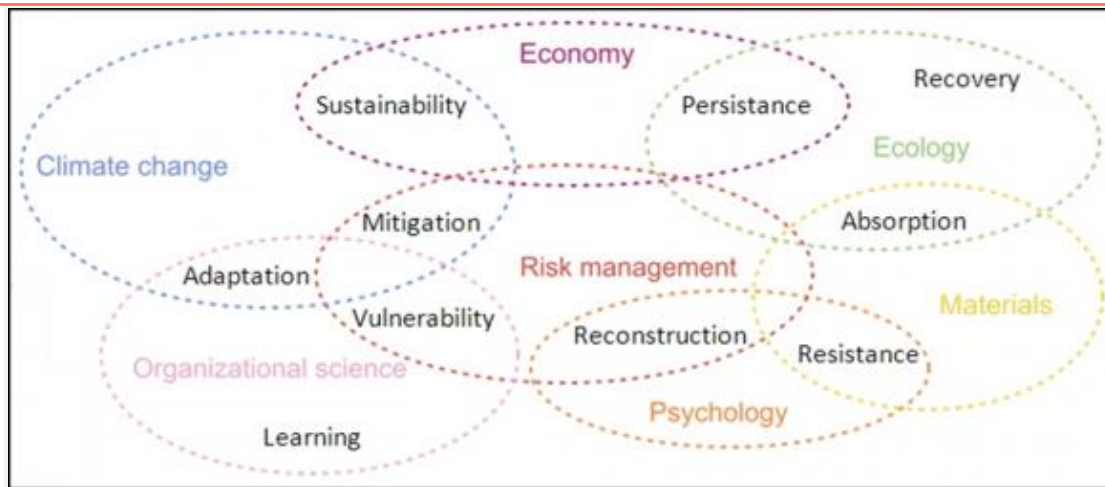 Economy
Recovery
Sustainability
Persistance
Ecology
Climate change
Mitigation
Absorption
Adaptation
Risk management
Materials
Vulnerability
Reconstruction
Resistance
Organizational science
Psychology
Learning